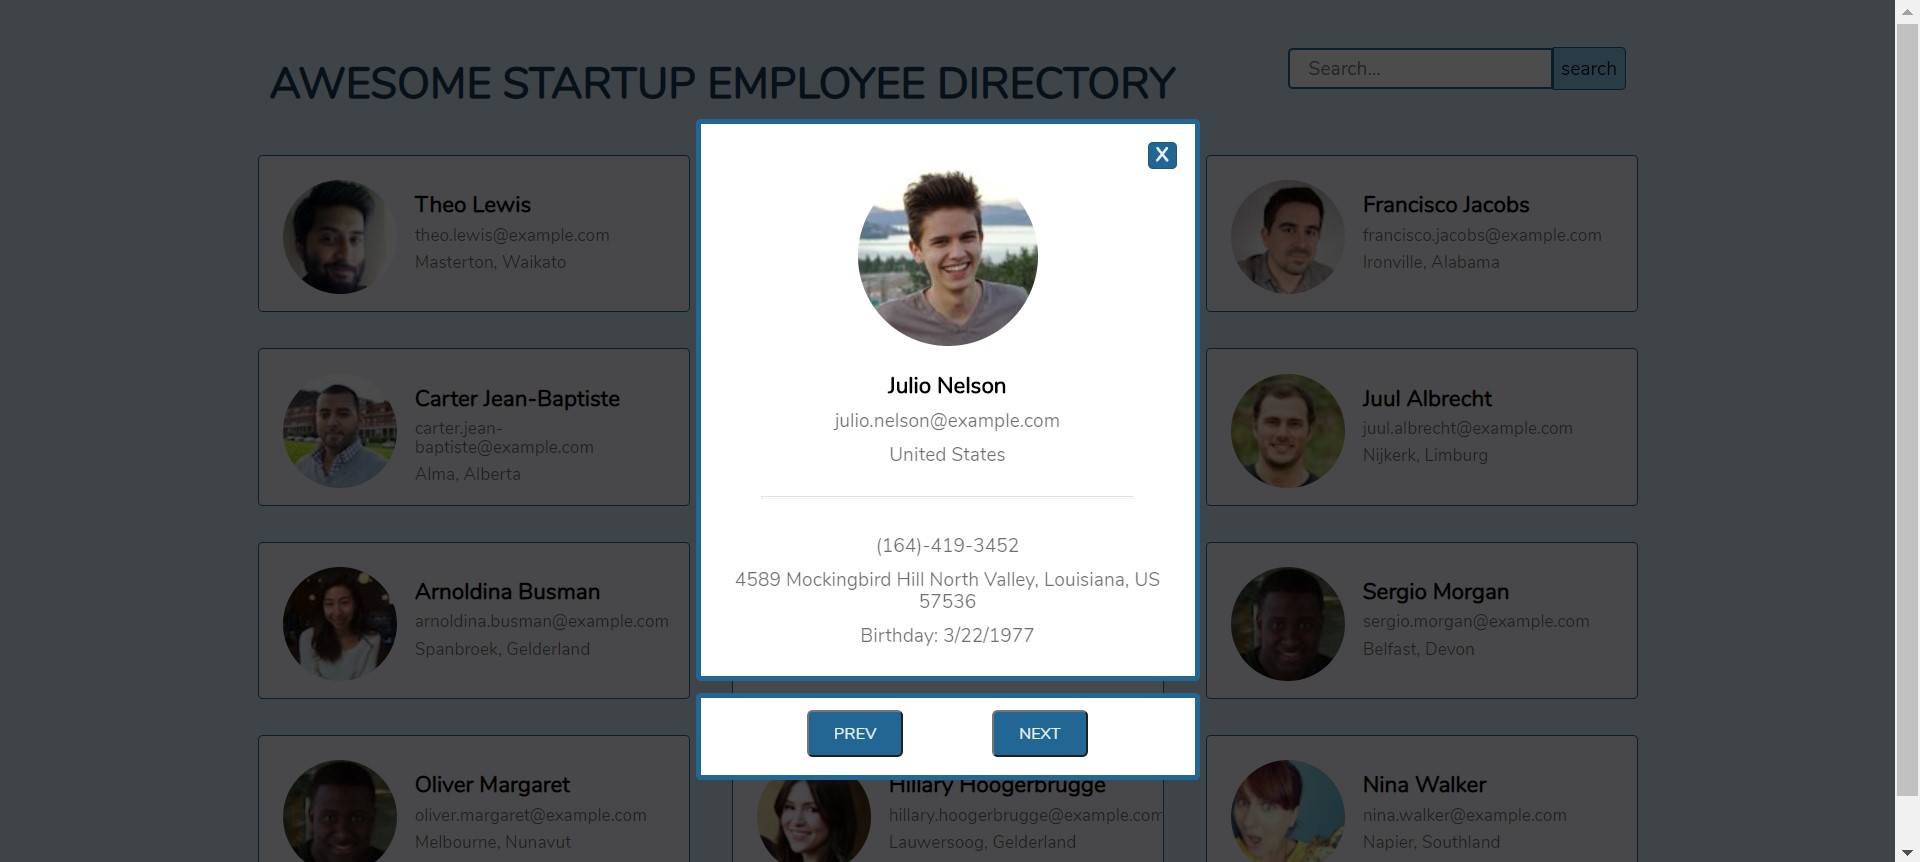 AWESOME STARTUP EMPLOYEE DIRECTORY
Search...
search
X
Julio Nelson
julio.nelson@example.com
United States
(164)-419-3452
4589 Mockingbird Hill North Valley, Louisiana, US
57536
Birthday: 3/22/1977
PREV
NEXT
Theo Lewis
theo.lewis@example.com
Masterton, Waikato
Francisco Jacobs
francisco.jacobs@example.com
Ironville, Alabama
Carter Jean-Baptiste
carter.jean-
baptiste@example.com
Alma, Alberta
Juul Albrecht
juul.albrecht@example.com
Nijkerk, Limburg
Arnoldina Busman
arnoldina.busman@example.com
Spanbroek, Gelderland
Sergio Morgan
sergio.morgan@example.com
Belfast, Devon
Oliver Margaret
oliver.margaret@example.com
Melbourne, Nunavut
Hillary Hoogerbrugge
hillary.hoogerbrugge@example.com
Lauwersoog, Gelderland
Nina Walker
nina.walker@example.com
Napier, Southland